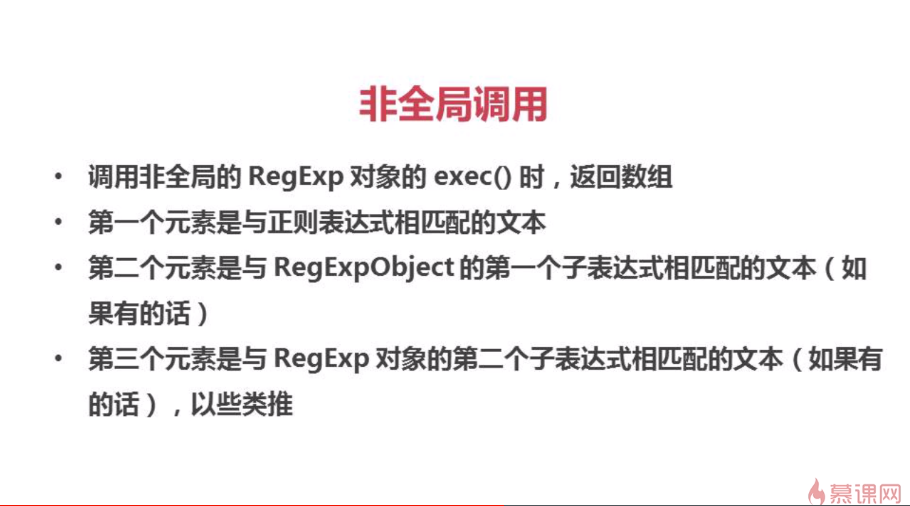 非全局调用
• 调用非全局的 RegExp 对象的 exec() 时，返回数组
• 第一个元素是与正则表达式相匹配的文本
• 第二个元素是与 RegExpObject 的第一个子表达式相匹配的文本（如
果有的话）
• 第三个元素是与 RegExp 对象的第二个子表达式相匹配的文本（如果有
的话），以些类推
慕课网